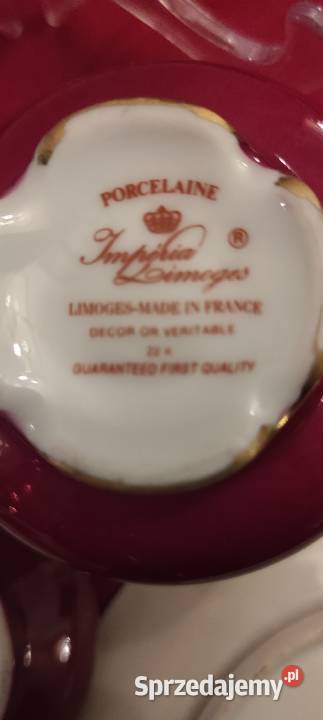 PORCELAINE
Impéria ®
Limoges
LIMOGES-MADE IN FRANCE
DECOR OR VERITABLE
22 K
GUARANTEED FIRST QUALITY
Sprzedajemy.pl